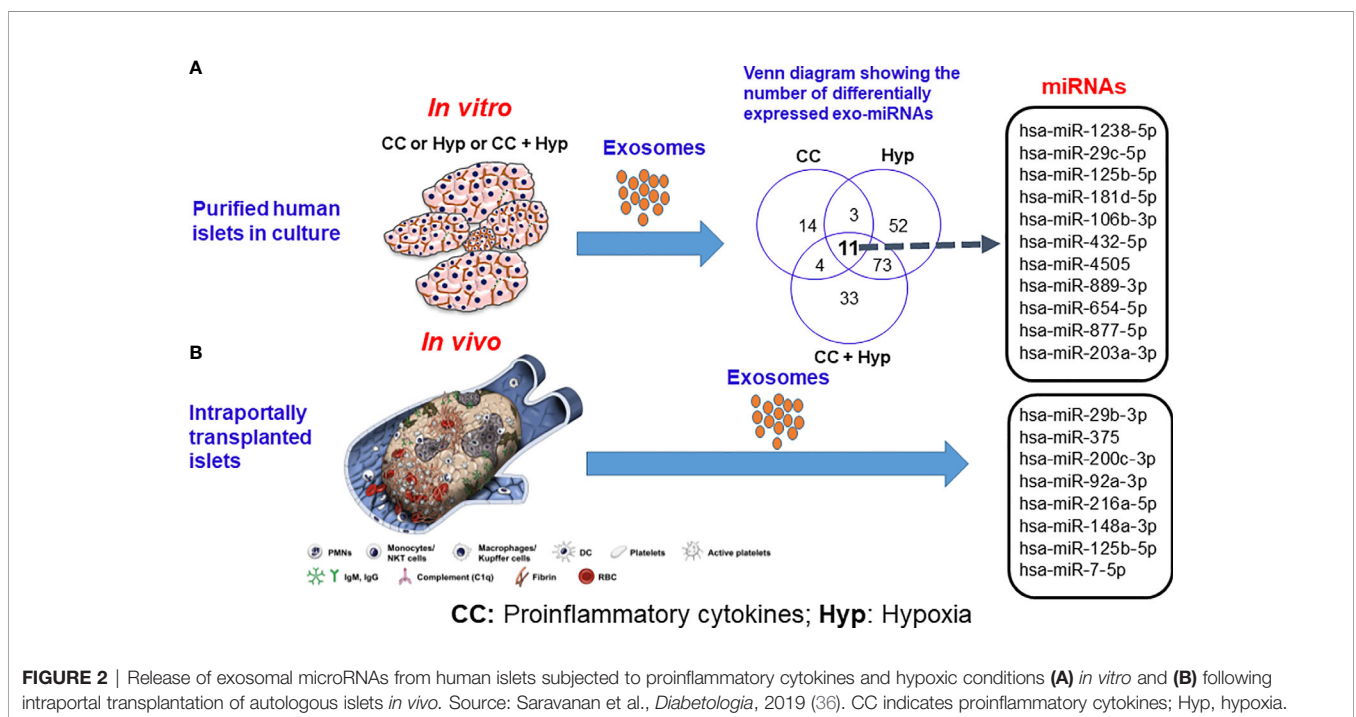 A
In vitro
CC or Hyp or CC + Hyp
Purified human
islets in culture
Exosomes
Venn diagram showing the
number of differentially
expressed exo-miRNAs
CC
Hyp
14
3
52
11
4
73
33
CC + Hyp
miRNAs
hsa-miR-1238-5p
hsa-miR-29c-5p
hsa-miR-125b-5p
hsa-miR-181d-5p
hsa-miR-106b-3p
hsa-miR-432-5p
hsa-miR-4505
hsa-miR-889-3p
hsa-miR-654-5p
hsa-miR-877-5p
hsa-miR-203a-3p
B
In vivo
Intraportally
transplanted
islets
Exosomes
hsa-miR-29b-3p
hsa-miR-375
hsa-miR-200c-3p
hsa-miR-92a-3p
hsa-miR-216a-5p
hsa-miR-148a-3p
hsa-miR-125b-5p
hsa-miR-7-5p
PMNs
Monocytes/
NKT cells
Macrophages/
Kupffer cells
DC
Platelets
Active platelets
IgM, IgG
Complement (C1q)
Fibrin
RBC
CC: Proinflammatory cytokines; Hyp: Hypoxia
FIGURE 2 | Release of exosomal microRNAs from human islets subjected to proinflammatory cytokines and hypoxic conditions (A) in vitro and (B) following
intraportal transplantation of autologous islets in vivo. Source: Saravanan et al., Diabetologia, 2019 (36). CC indicates proinflammatory cytokines; Hyp, hypoxia.